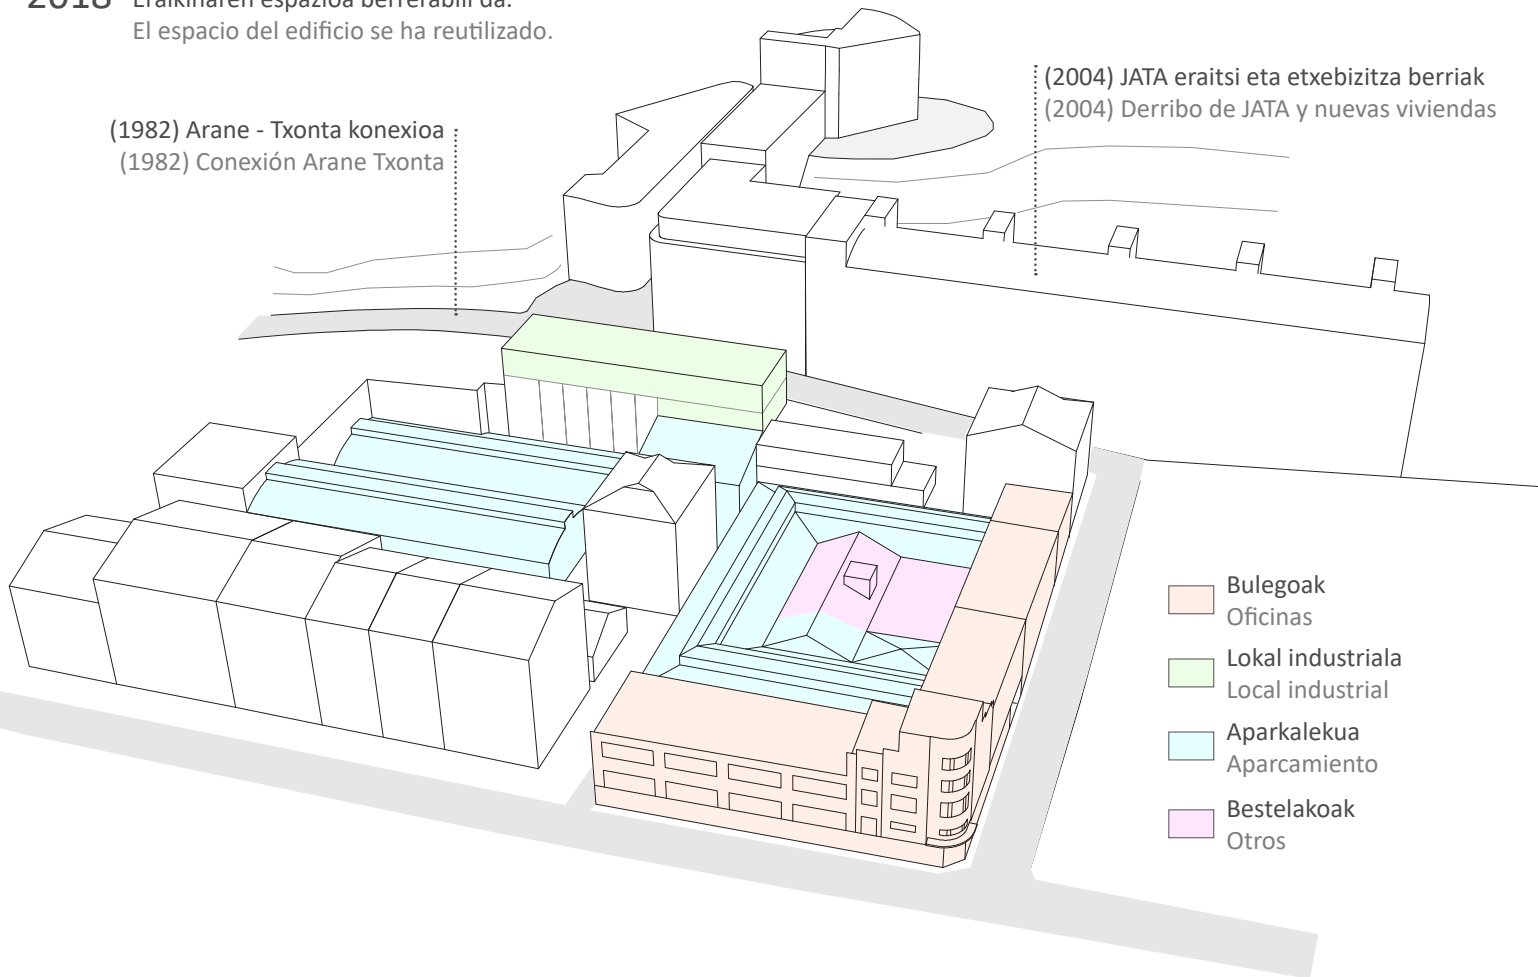 2018 Eraikinaren espazioa berrerabili da.
El espacio del edificio se ha reutilizado.
(2004) JATA eraitsi eta etxebizitza berriak
(2004) Derribo de JATA y nuevas viviendas
(1982) Arane - Txonta konexioa
(1982) Conexión Arane Txonta
Bulegoak
Oficinas
Lokal industriala
Local industrial
Aparkalekua
Aparcamiento
Bestelakoak
Otros